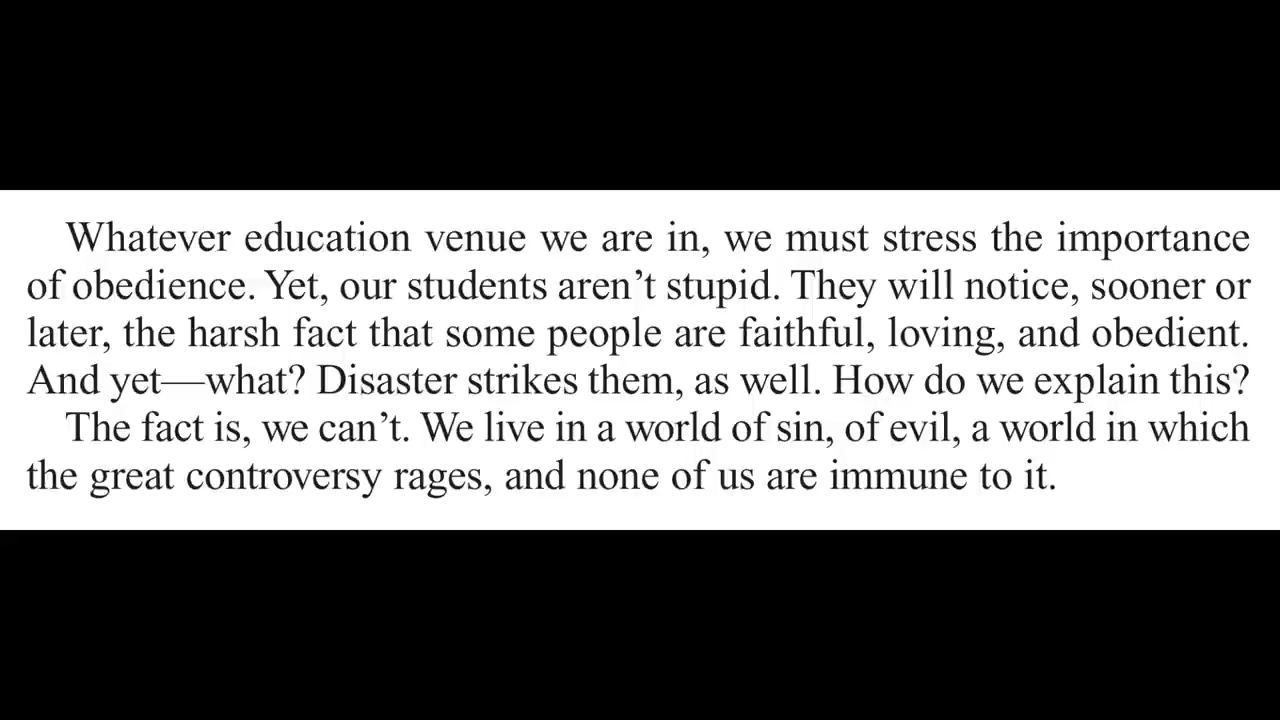 Whatever education venue we are in, we must stress the importance
of obedience. Yet, our students aren’t stupid. They will notice, sooner or
later, the harsh fact that some people are faithful, loving, and obedient.
And yet—what? Disaster strikes them, as well. How do we explain this?
The fact is, we can’t. We live in a world of sin, of evil, a world in which
the great controversy rages, and none of us are immune to it.